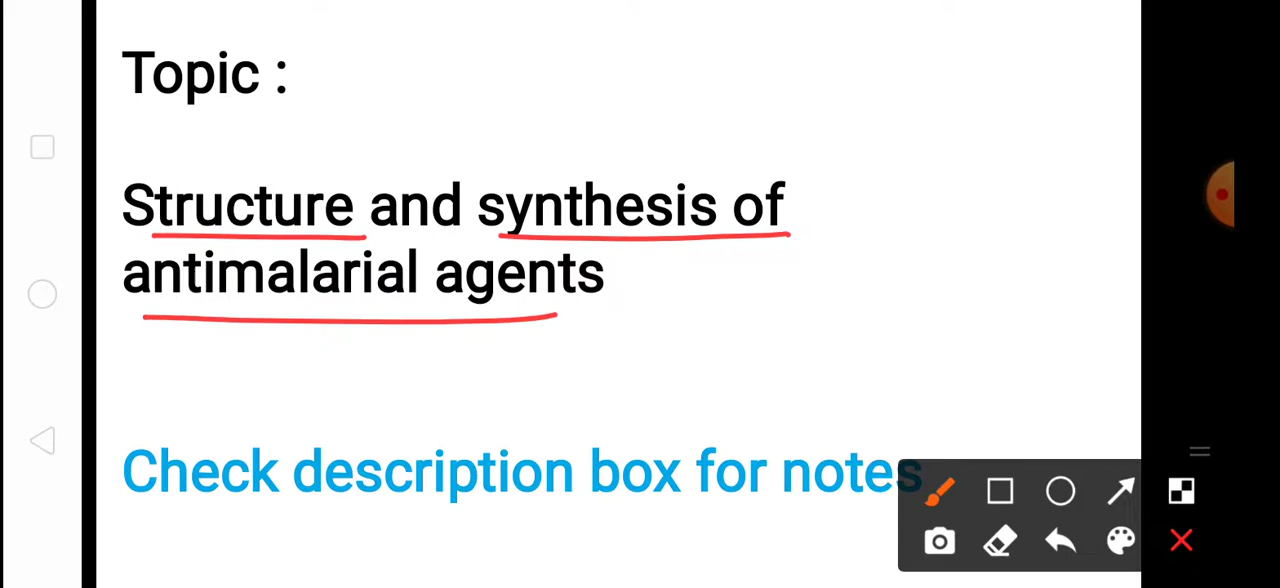 Topic :
Structure and synthesis of
antimalarial agents
Check description box for notes